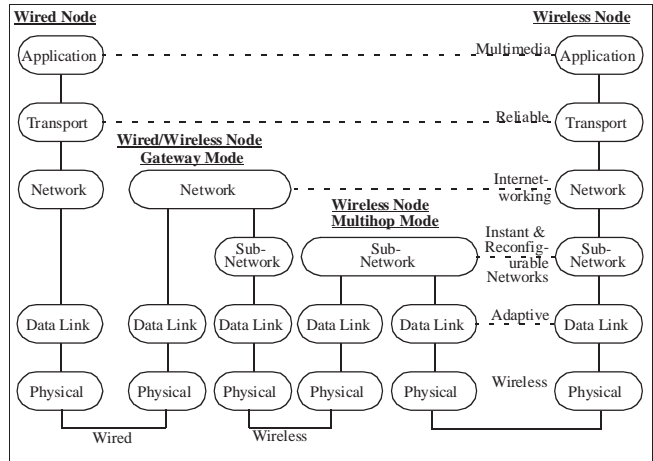 Wired Node
Wireless Node
Application
Multimedia
Application
Transport
Reliable
Transport
Wired/Wireless Node
Gateway Mode
Network
Network
Internet-
working
Network
Wireless Node
Multihop Mode
Sub-
Network
Sub-
Network
Instant &
Reconfig-
urable
Networks
Sub-
Network
Data Link
Data Link
Data Link
Data Link
Data Link
Adaptive
Data Link
Physical
Physical
Physical
Physical
Physical
Wireless
Physical
Wired
Wireless